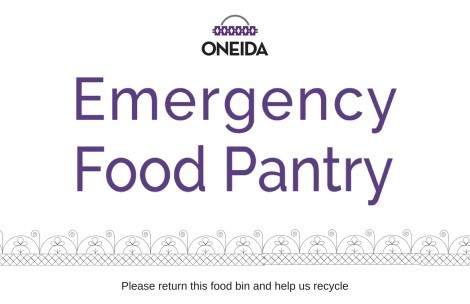 ONEIDA
Emergency
Food Pantry
Please return this food bin and help us recycle